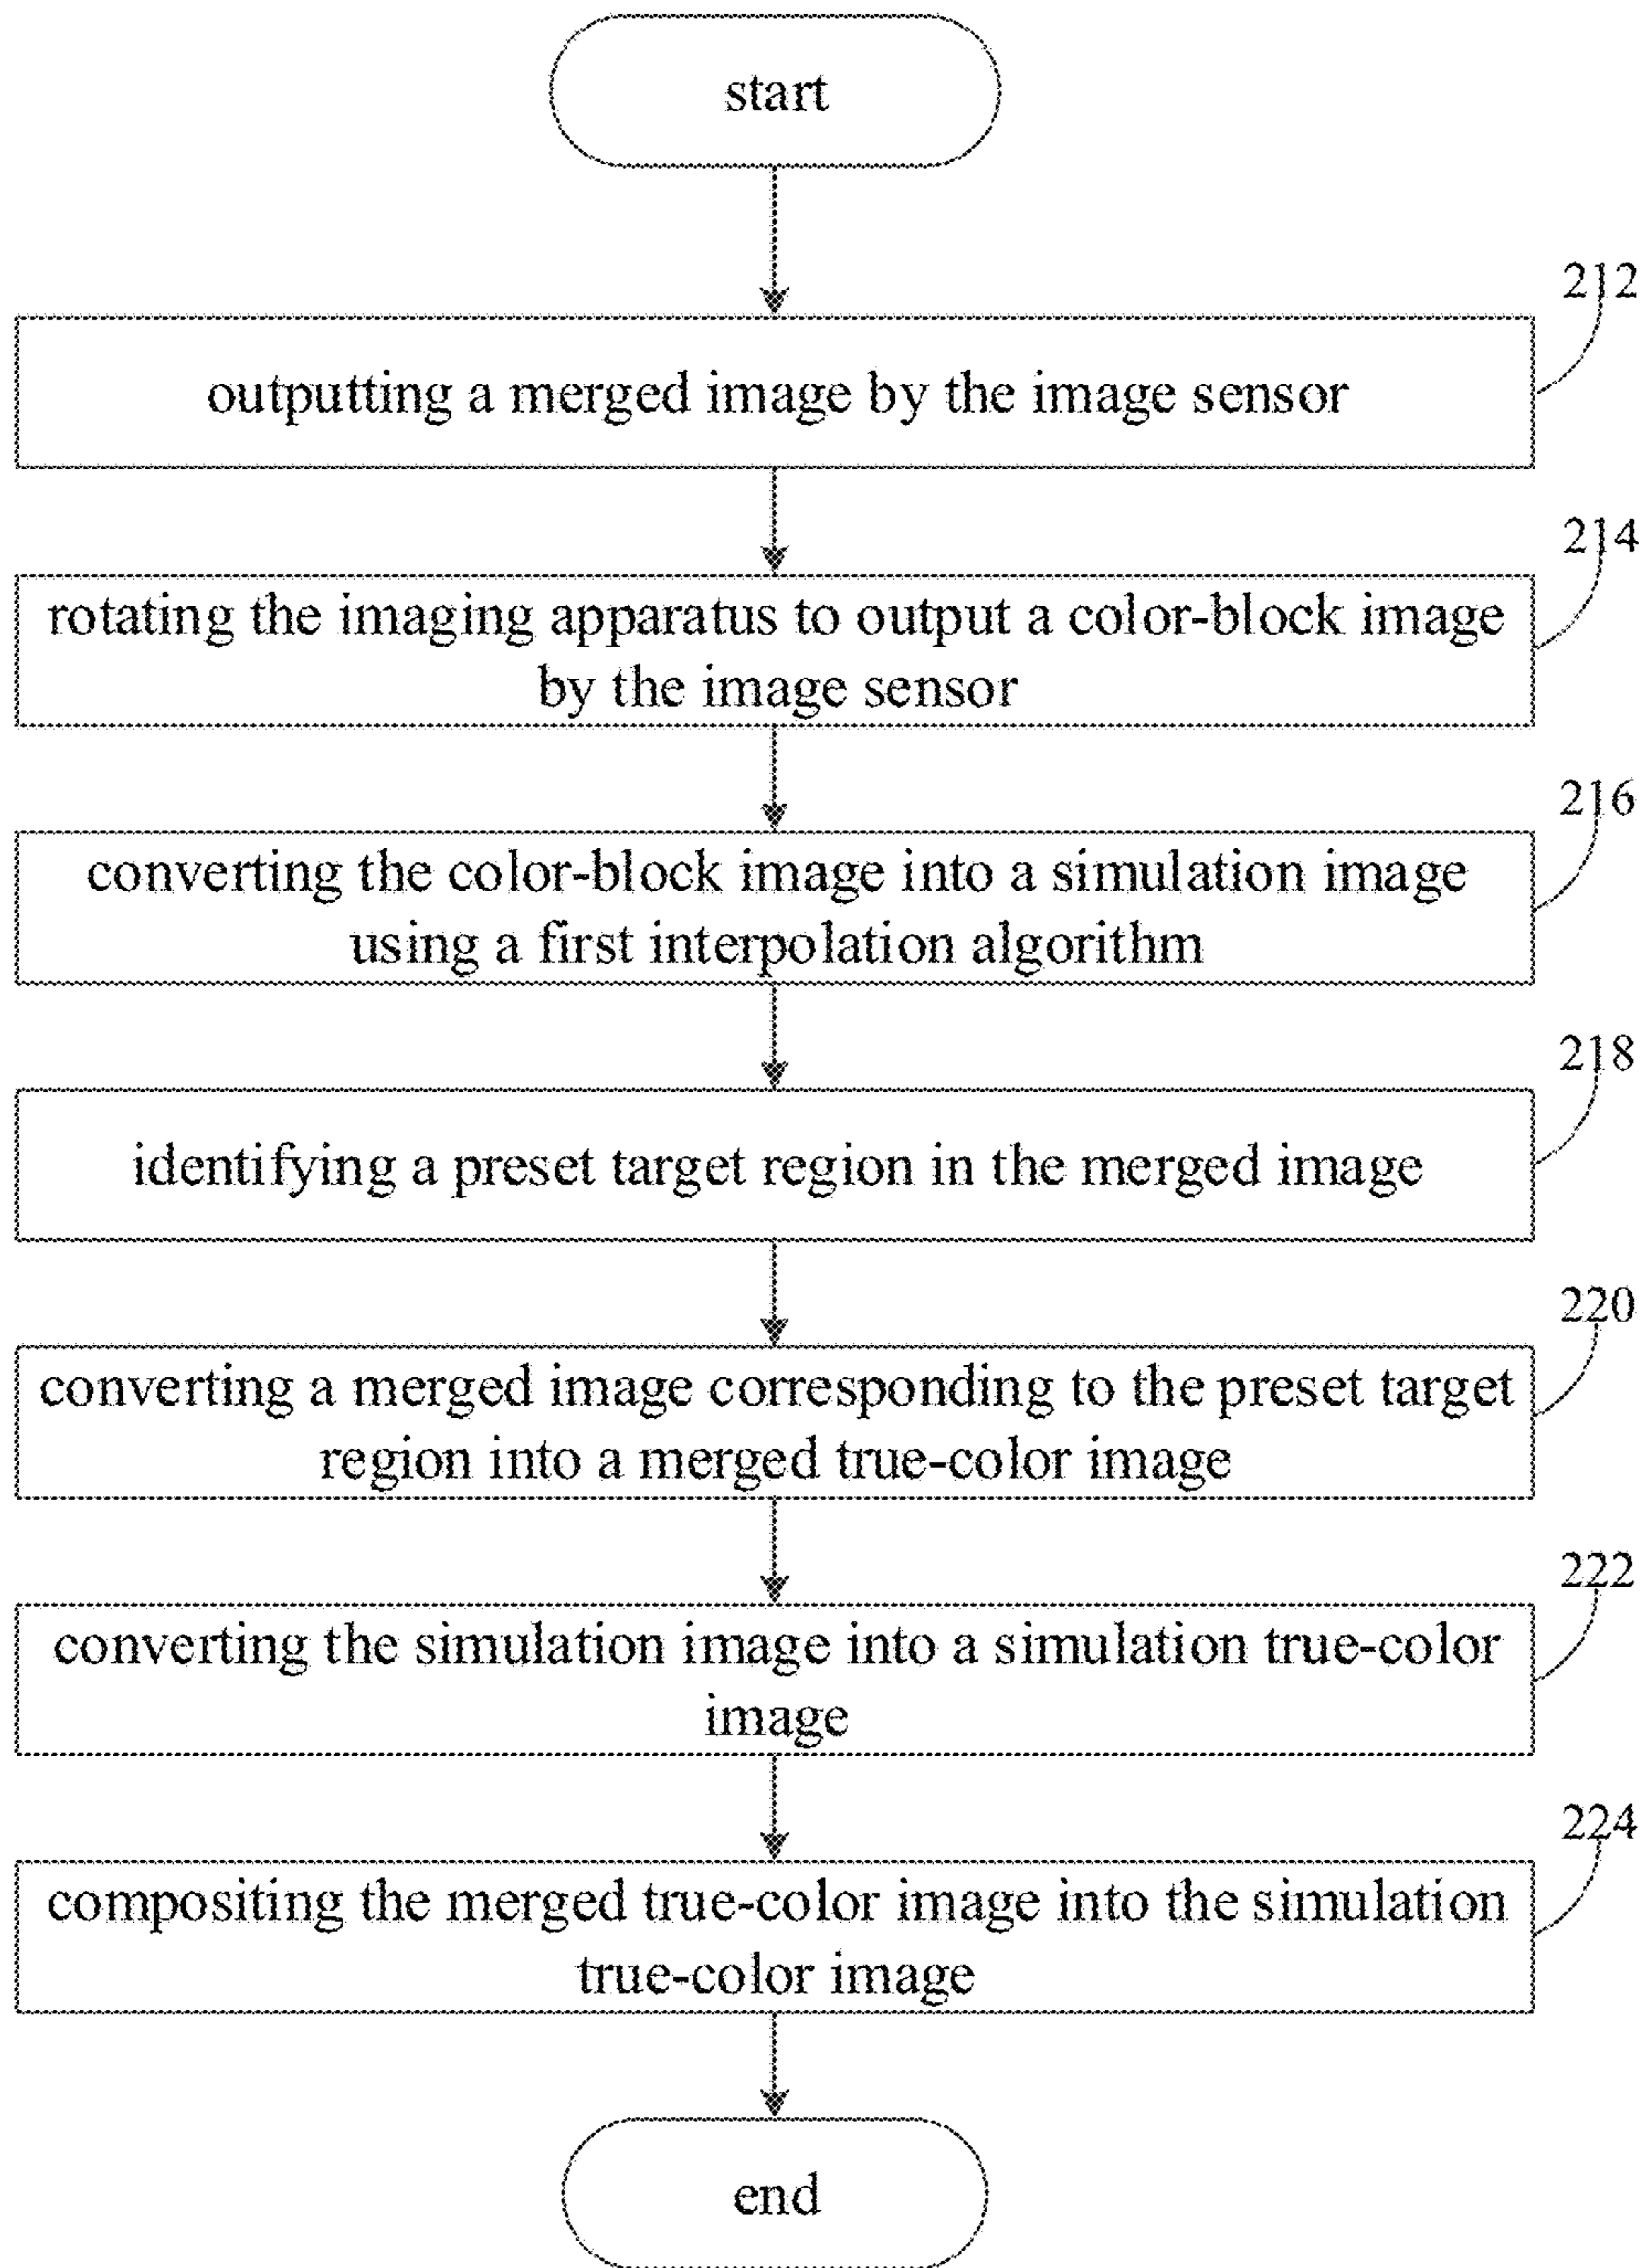 start
212
outputting a merged image by the image sensor
214
rotating the imaging apparatus to output a color-block image
by the image sensor
216
converting the color-block image into a simulation image
using a first interpolation algorithm
218
identifying a preset target region in the merged image
220
converting a merged image corresponding to the preset target
region into a merged true-color image
222
converting the simulation image into a simulation true-color
image
224
compositing the merged true-color image into the simulation
true-color image
end